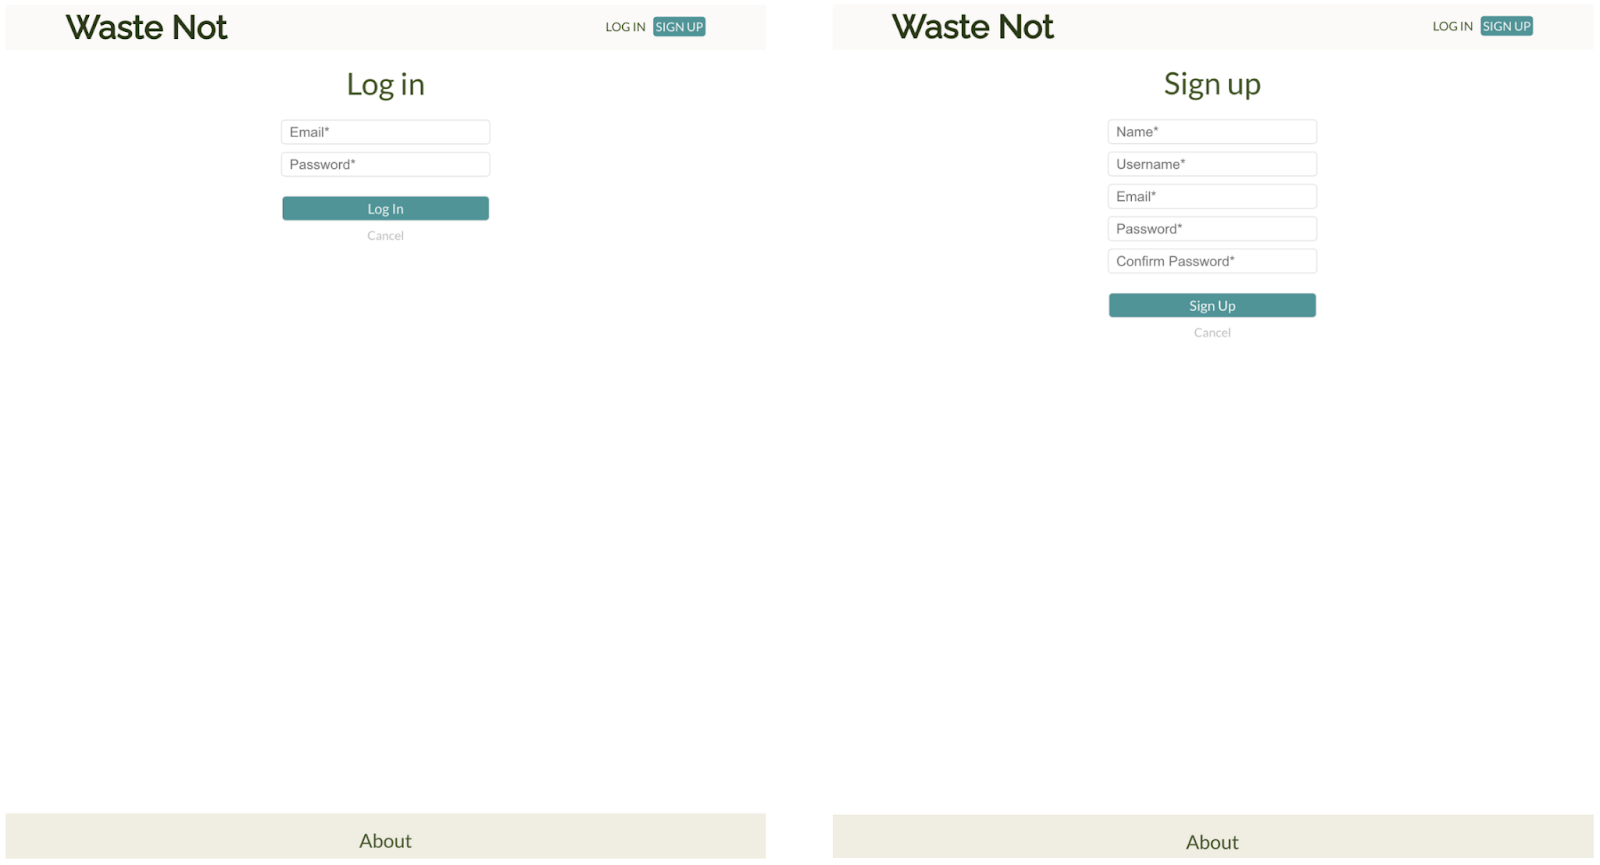 Waste Not
LOG IN SIGN UP
Log in
Email*
Password*
Log In
Cancel
About
Waste Not
LOG IN SIGN UP
Sign up
Name*
Username*
Email*
Password*
Confirm Password*
Sign Up
Cancel
About